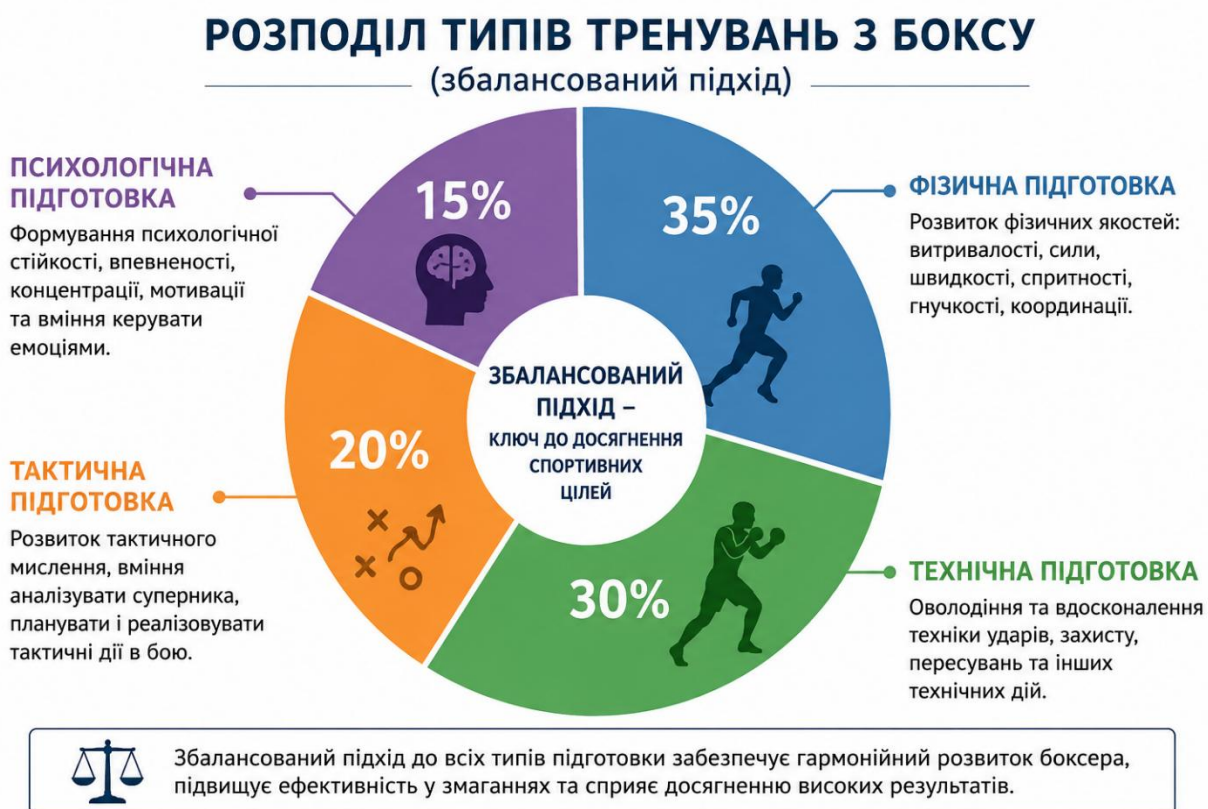 РОЗПОДІЛ ТИПІВ ТРЕНУВАНЬ З БОКСУ
(збалансований підхід)
ПСИХОЛОГІЧНА
ПІДГОТОВКА
Формування психологічної
стійкості, впевненості,
концентрації, мотивації
та вміння керувати
емоціями.
15%
35%
ФІЗИЧНА ПІДГОТОВКА
Розвиток фізичних якостей:
витривалості, сили,
швидкості, спритності,
гнучкості, координації.
ЗБАЛАНСОВАНИЙ
ПІДХІД –
КЛЮЧ ДО ДОСЯГНЕННЯ
СПОРТИВНИХ
ЦІЛЕЙ
ТАКТИЧНА
ПІДГОТОВКА
Розвиток тактичного
мислення, вміння
аналізувати суперника,
планувати і реалізовувати
тактичні дії в бою.
20%
30%
ТЕХНІЧНА ПІДГОТОВКА
Оволодіння та вдосконалення
техніки ударів, захисту,
пересувань та інших
технічних дій.
Збалансований підхід до всіх типів підготовки забезпечує гармонійний розвиток боксера,
підвищує ефективність у змаганнях та сприяє досягненню високих результатів.